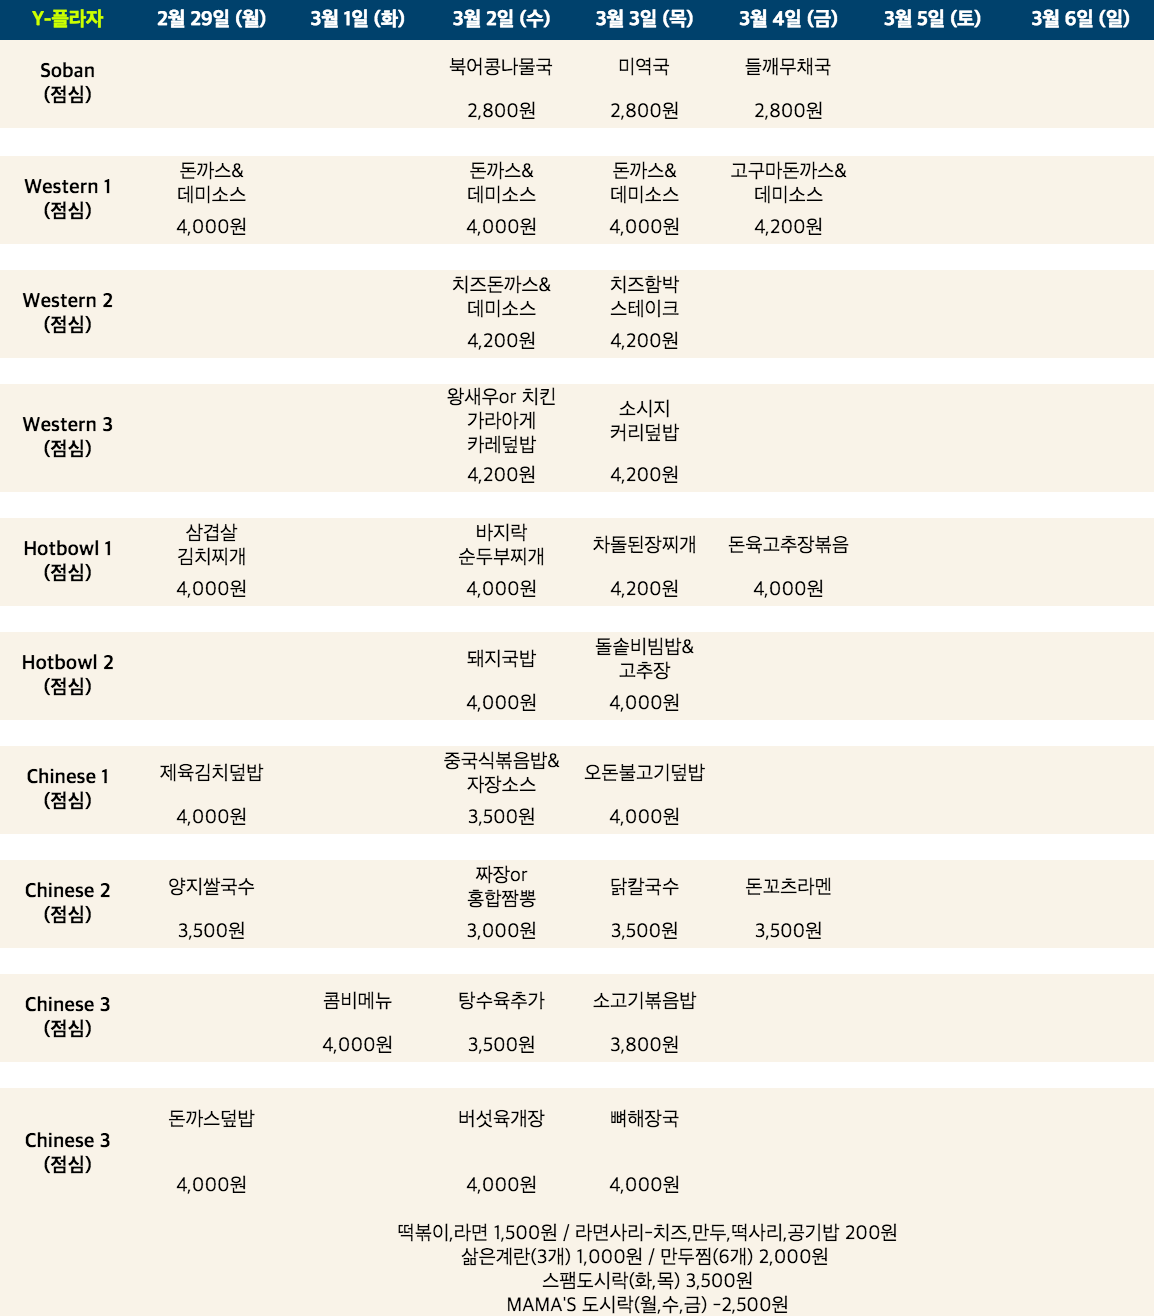 Y-플라자 2월 29일 (월) 3월 1일 (화) 3월 2일 (수) 3월 3일 (목) 3월 4일 (금) 3월 5일 (토) 3월 6일 (일)
Soban
(점심)
북어콩나물국 미역국 들깨무채국
2,800원 2,800원 2,800원
Western 1
(점심)
돈까스& 돈까스& 돈까스& 고구마돈까스&
데미소스 데미소스 데미소스 데미소스
4,000원 4,000원 4,000원 4,200원
Western 2
(점심)
치즈돈까스& 치즈함박
데미소스 스테이크
4,200원 4,200원
Western 3
(점심)
왕새우or 치킨
가라아게
카레덮밥
소시지
커리덮밥
4,200원 4,200원
Hotbowl 1
(점심)
삼겹살
김치찌개
바지락
순두부찌개
차돌된장찌개 돈육고추장볶음
4,000원 4,000원 4,200원 4,000원
Hotbowl 2
(점심)
돼지국밥
돌솥비빔밥&
고추장
4,000원 4,000원
Chinese 1
(점심)
제육김치덮밥
중국식볶음밥&
자장소스
오돈불고기덮밥
4,000원 3,500원 4,000원
Chinese 2
(점심)
양지쌀국수
짜장or
홍합짬뽕
닭칼국수 돈꼬츠라멘
3,500원 3,000원 3,500원 3,500원
Chinese 3
(점심)
콤비메뉴 탕수육추가 소고기볶음밥
4,000원 3,500원 3,800원
Chinese 3
(점심)
돈까스덮밥 버섯육개장 뼈해장국
4,000원 4,000원 4,000원
떡볶이,라면 1,500원 / 라면사리-치즈,만두,떡사리,공기밥 200원
삶은계란(3개) 1,000원 / 만두찜(6개) 2,000원
스팸도시락(화,목) 3,500원
MAMA'S 도시락(월,수,금) -2,500원